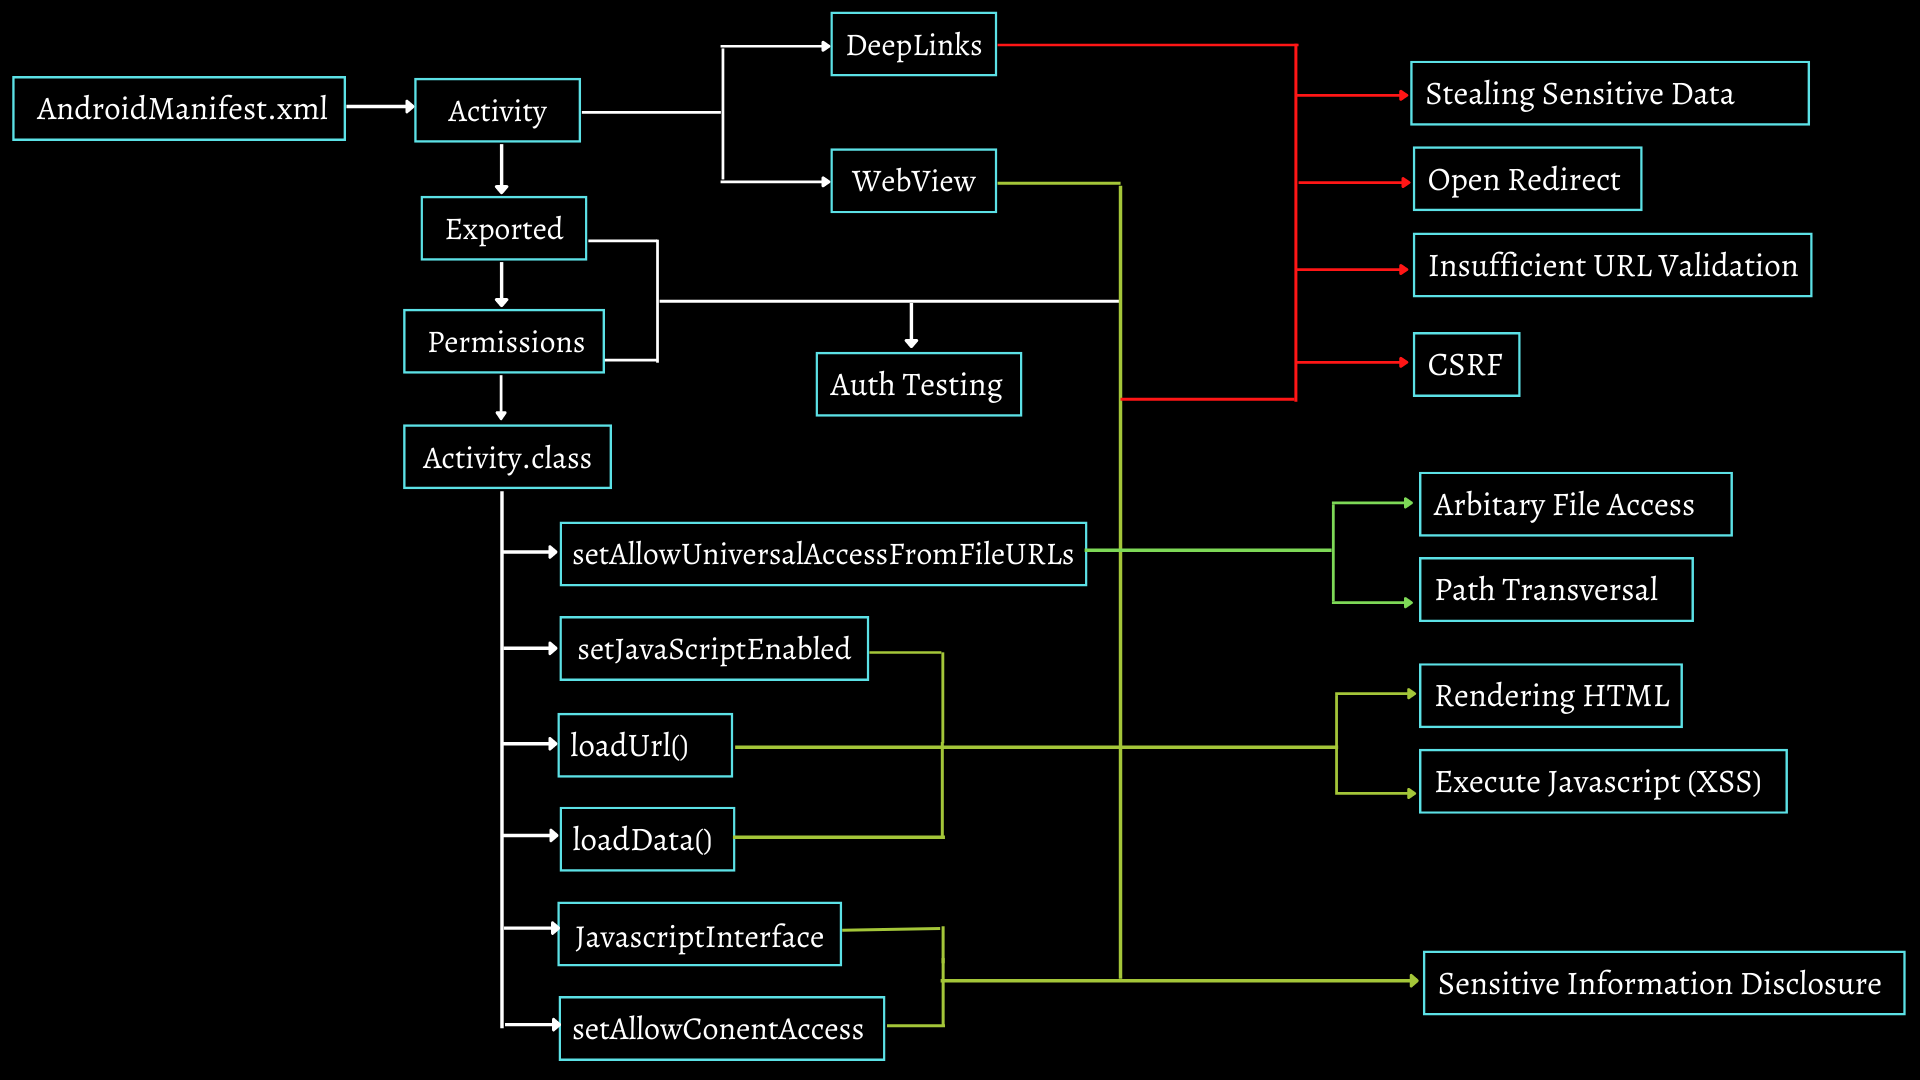 AndroidManifest.xml
Activity
DeepLinks
WebView
Exported
Permissions
Auth Testing
Activity.class
setAllowUniversalAccessFromFileURLs
setJavaScriptEnabled
loadUrl()
loadData()
JavascriptInterface
setAllowConentAccess
Stealing Sensitive Data
Open Redirect
Insufficient URL Validation
CSRF
Arbitary File Access
Path Transversal
Rendering HTML
Execute Javascript (XSS)
Sensitive Information Disclosure